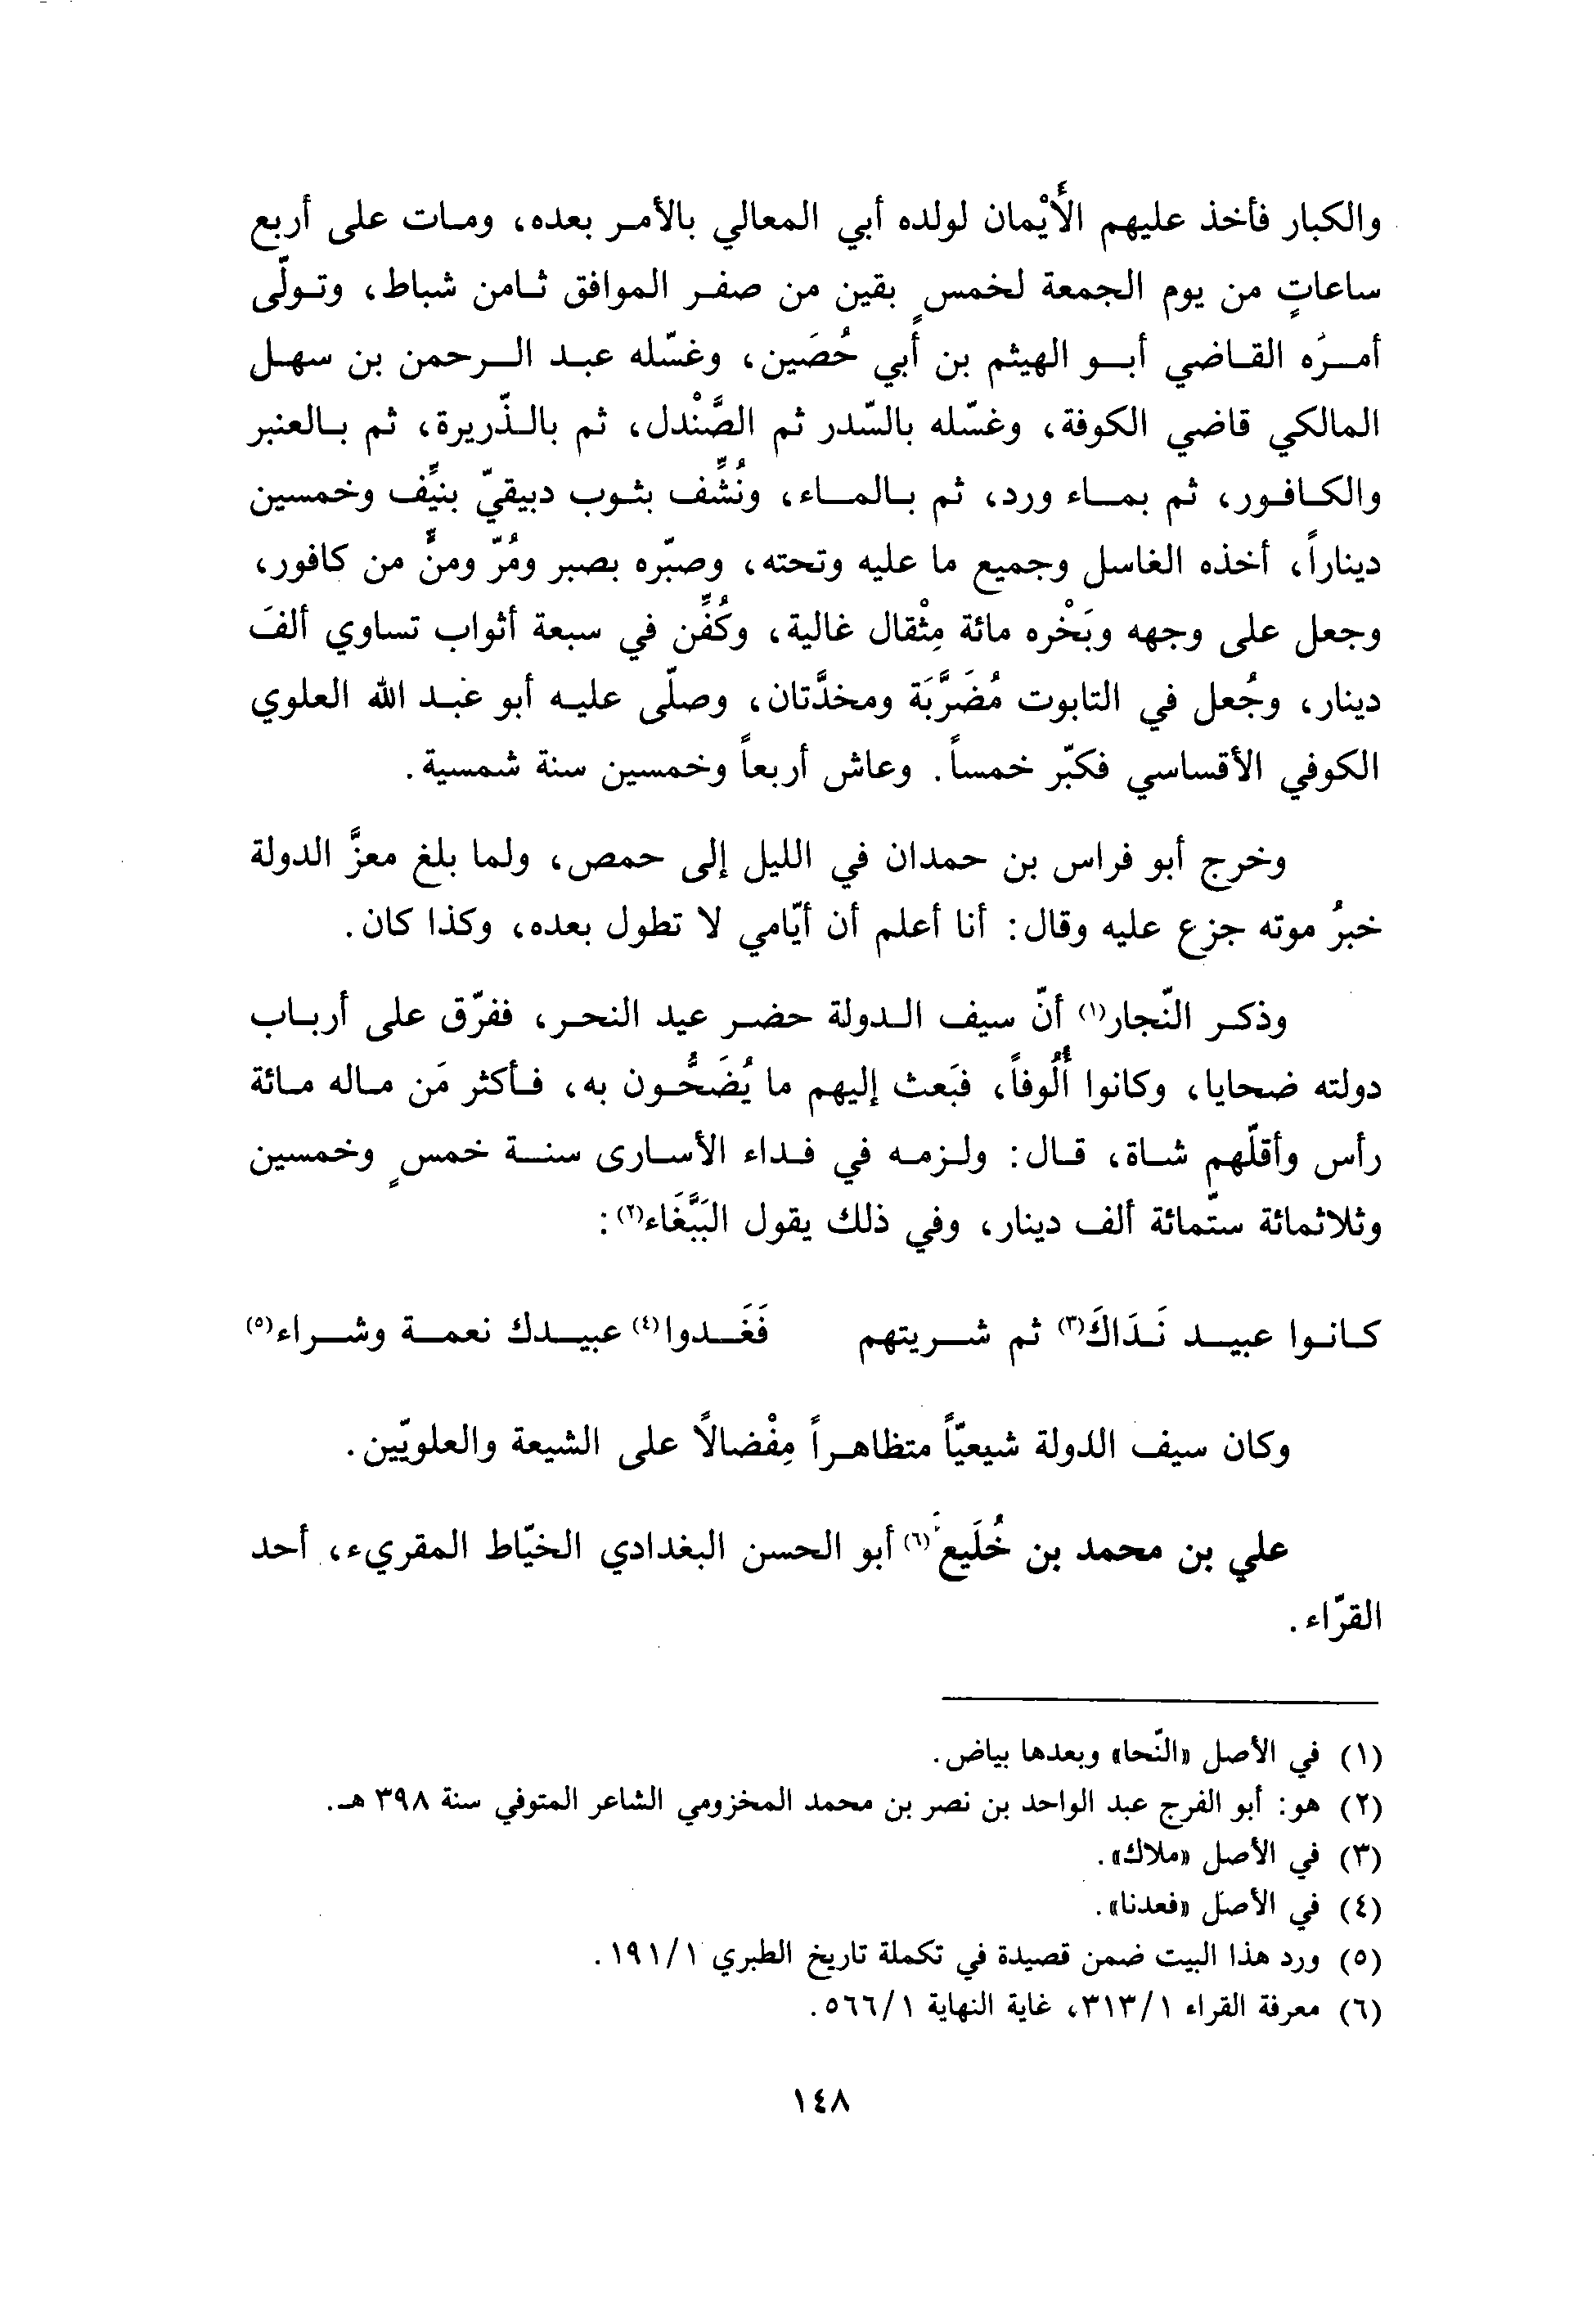 والكبار فأخذ عليهم الأَيْمان لولده أبي المعالي بالأمر بعده، ومات على أربع
ساعاتٍ من يوم الجمعة لخمسٍ بقين من صفر الموافق ثامن شباط، وتولّى
أمرَه القاضي أبو الهيثم بن أبي حُصَين، وغسّله عبد الرحمن بن سهل
المالكي قاضي الكوفة، وغسّله بالسّدر ثم الصَّنْدل، ثم بالذّريرة، ثم بالعنبر
والكافور، ثم بماء ورد، ثم بالماء، ونُشِّف بثوب دبيقيّ بنيِّف وخمسين
ديناراً، أخذه الغاسل وجميع ما عليه وتحته، وصبّره بصبر ومُرّ ومنٍّ من كافور،
وجعل على وجهه وبَخْره مائة مِثْقال غالية، وكُفِّن في سبعة أثواب تساوي ألفَ
دينار، وجُعل في التابوت مُضَرَّبَة ومخدَّتان، وصلّى عليه أبو عبد الله العلوي
الكوفي الأقساسي فكبّر خمساً. وعاش أربعاً وخمسين سنة شمسية.
وخرج أبو فراس بن حمدان في الليل إلى حمص، ولما بلغ معزَّ الدولة
خبرُ موته جزع عليه وقال: أنا أعلم أن أيّامي لا تطول بعده، وكذا كان.
وذكر النّجار(١) أنّ سيف الدولة حضر عيد النحر، ففرّق على أرباب
دولته ضحايا، وكانوا أُلُوفاً، فبَعث إليهم ما يُضَحُّون به، فأكثر مَن ماله مائة
رأس وأقلّهم شاة، قال: ولزمه في فداء الأسارى سنة خمسٍ وخمسين
وثلاثمائة ستّمائة ألف دينار، وفي ذلك يقول البَبَّغَاء(٢):
كانوا عبيد نَدَاكَ(٣) ثم شريتهم فَغَدوا(٤) عبيدك نعمة وشراء(٥)
وكان سيف الدولة شيعيّاً متظاهراً مِفْضالاً على الشيعة والعلويّين.
علي بن محمد بن خُلَيع(٦) أبو الحسن البغدادي الخيّاط المقريء، أحد
القرّاء.
(١) في الأصل «النّحا» وبعدها بياض.
(٢) هو: أبو الفرج عبد الواحد بن نصر بن محمد المخزومي الشاعر المتوفي سنة ٣٩٨ هـ.
(٣) في الأصل «ملاك».
(٤) في الأصل «فعدنا».
(٥) ورد هذا البيت ضمن قصيدة في تكملة تاريخ الطبري ١/١٩١.
(٦) معرفة القراء ١/٣١٣، غاية النهاية ١/٥٦٦.
١٤٨